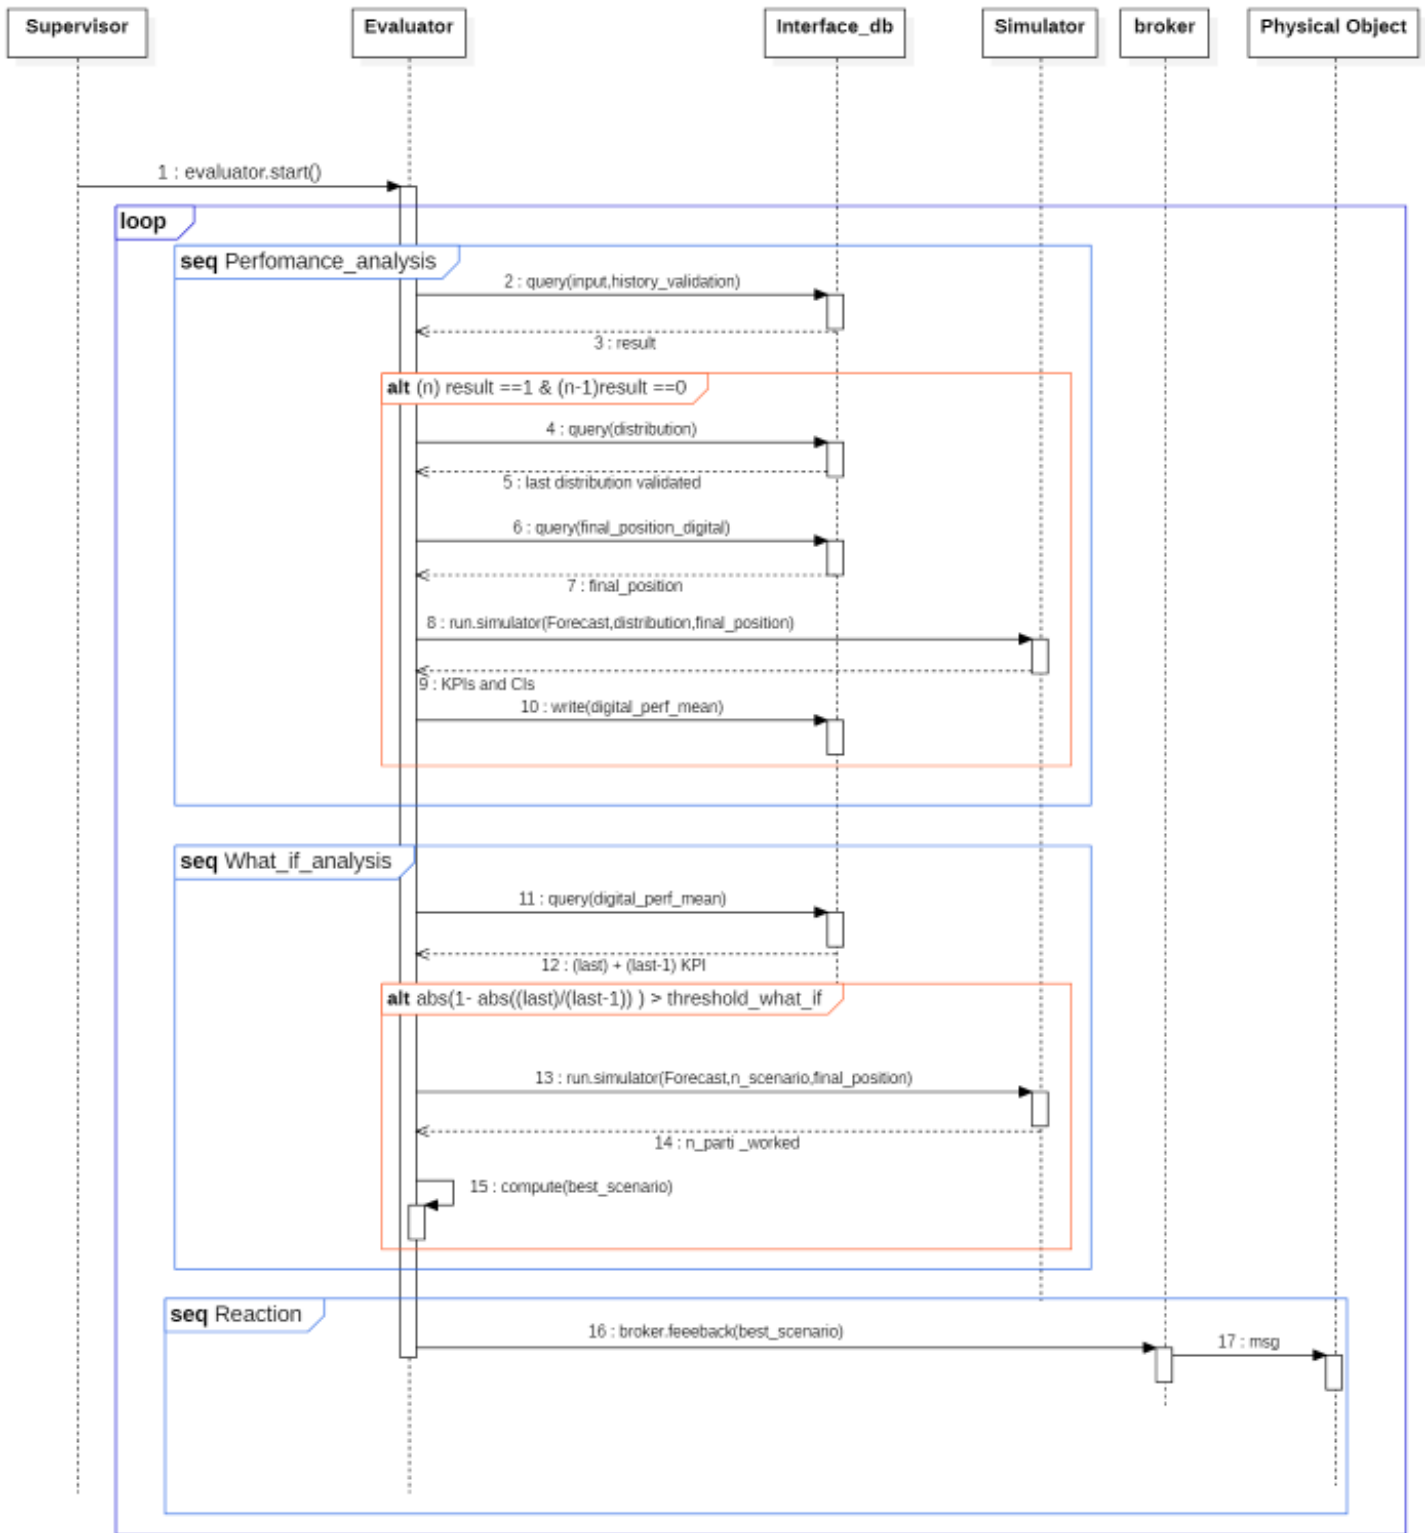 Supervisor
Evaluator
Interface_db
Simulator
broker
Physical Object
1 : evaluator.start()
loop
seq Perfomance_analysis
2 : query(input,history_validation)
3 : result
alt (n) result ==1 & (n-1)result ==0
4 : query(distribution)
5 : last distribution validated
6 : query(final_position_digital)
7 : final_position
8 : run.simulator(Forecast,distribution,final_position)
9 : KPIs and CIs
10 : write(digital_perf_mean)
seq What_if_analysis
11 : query(digital_perf_mean)
12 : (last) + (last-1) KPI
alt abs(1- abs((last)/(last-1)) ) > threshold_what_if
13 : run.simulator(Forecast,n_scenario,final_position)
14 : n_parti _worked
15 : compute(best_scenario)
seq Reaction
16 : broker.feeeback(best_scenario)
17 : msg